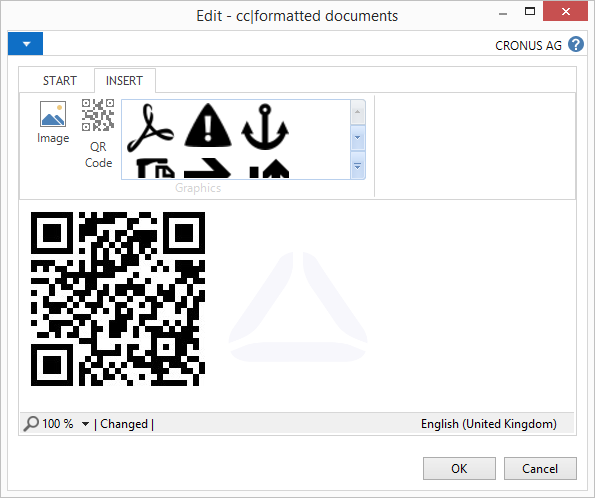 Edit - cc|formatted documents
CRONUS AG
START INSERT
Image
QR
Code
Graphics
100 % | Changed | English (United Kingdom)
OK Cancel